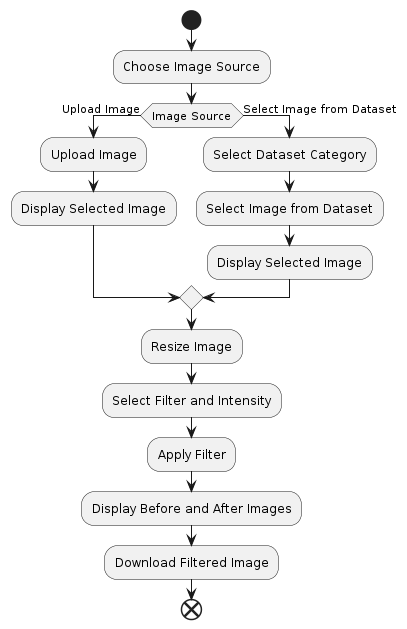 Choose Image Source
Upload Image
Image Source
Select Image from Dataset
Upload Image
Select Dataset Category
Display Selected Image
Select Image from Dataset
Display Selected Image
Resize Image
Select Filter and Intensity
Apply Filter
Display Before and After Images
Download Filtered Image